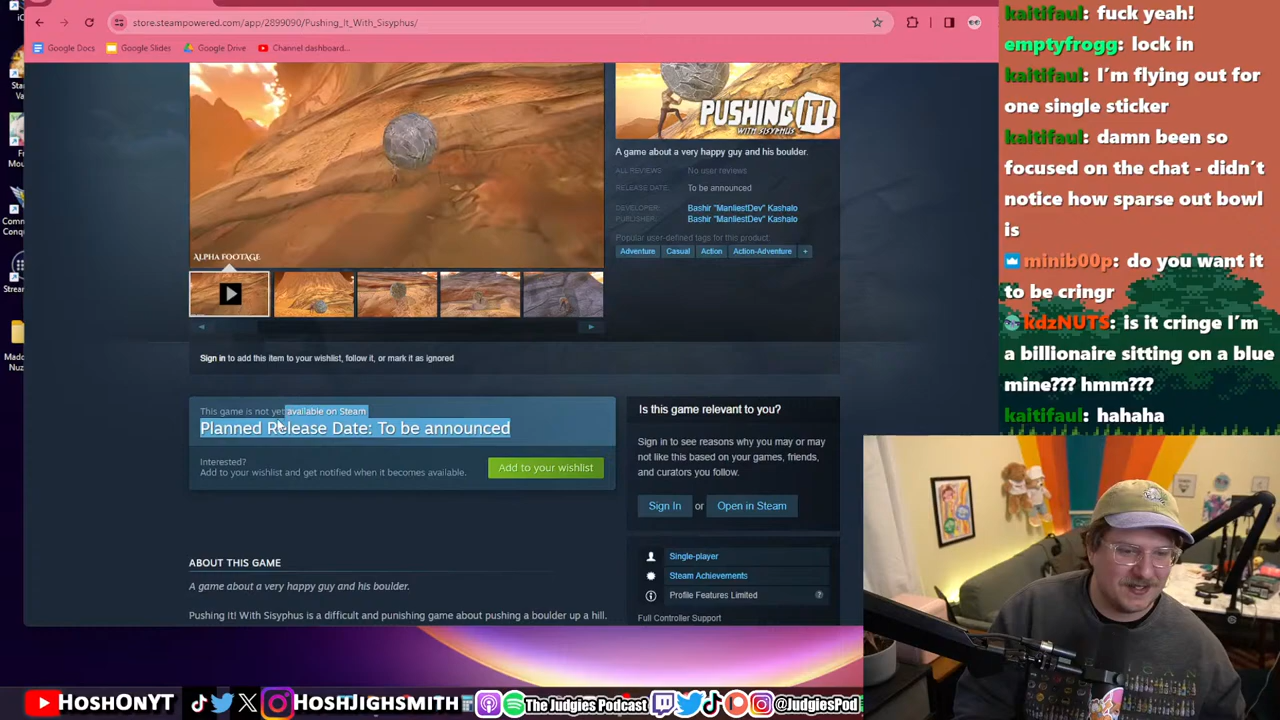 store.steampowered.com/app/2899090/Pushing_It_With_Sisyphus/
Google Docs
Google Slides
Google Drive
Channel dashboard...
ALPHA FOOTAGE
PUSHING IT!
WITH SISYPHUS
A game about a very happy guy and his boulder.
ALL REVIEWS: No user reviews
RELEASE DATE: To be announced
DEVELOPER: Bashir "ManliestDev" Kashalo
PUBLISHER: Bashir "ManliestDev" Kashalo
Popular user-defined tags for this product:
Adventure Casual Action Action-Adventure +
Sign in to add this item to your wishlist, follow it, or mark it as ignored
This game is not yet available on Steam
Planned Release Date: To be announced
Interested?
Add to your wishlist and get notified when it becomes available.
Add to your wishlist
Is this game relevant to you?
Sign in to see reasons why you may or
may not like this based on your games, friends,
and curators you follow.
Sign In or Open in Steam
ABOUT THIS GAME
A game about a very happy guy and his boulder.
Pushing It! With Sisyphus is a difficult and punishing game about pushing a boulder up a hill.
Single-player
Steam Achievements
Profile Features Limited ?
Full Controller Support
kaitifaul: fuck yeah!
emptyfrogg: lock in
kaitifaul: I'm flying out for
one single sticker
kaitifaul: damn been so
focused on the chat - didn't
notice how sparse out bowl
is
minib00p: do you want it
to be cringr
kdzNUTS: is it cringe I'm
a billionaire sitting on a blue
mine??? hmm???
kaitifaul: hahaha
HoshOnYT
HoshJighsmith
The Judgies Podcast
@JudgiesPod